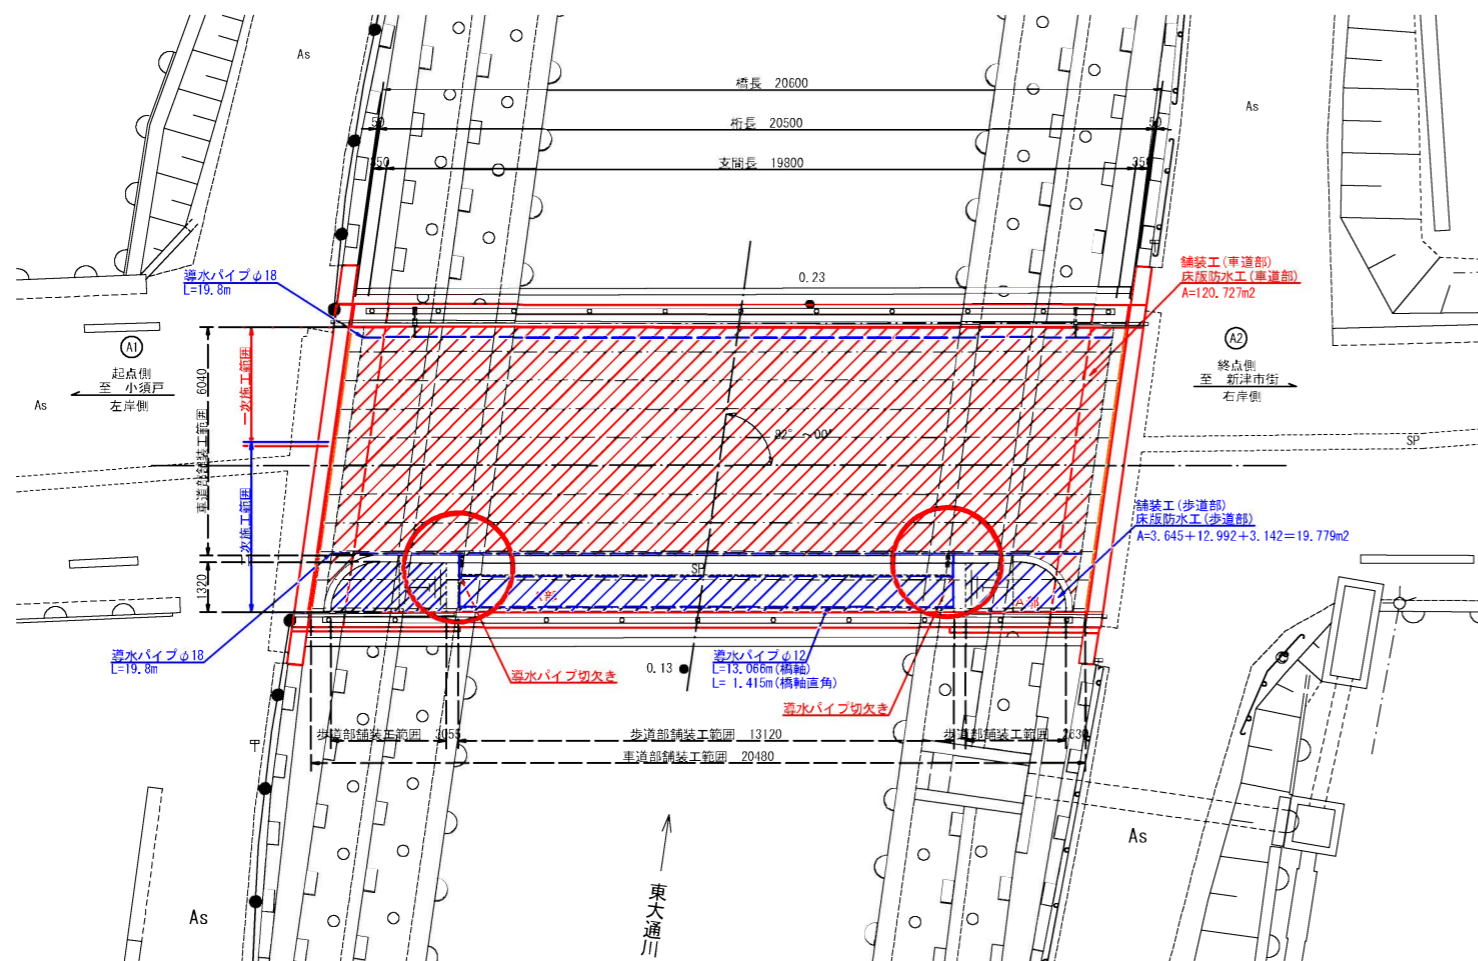 As
橋長 20600
As
50
桁長 20500
50
350
支間長 19800
350
導水パイプφ18
L=19.8m
0.23
舗装工(車道部)
床版防水工(車道部)
A=120.727m2
A1
起点側
至 小須戸
左岸側
As
A2
終点側
至 新津市街
右岸側
車道部舗装工範囲 6040
一次施工範囲
二次施工範囲
1320
82°~00"
SP
舗装工(歩道部)
床版防水工(歩道部)
A=3.645+12.992+3.142=19.779m2
SP
A部
A部
導水パイプφ18
L=19.8m
導水パイプ切欠き
0.13
導水パイプφ12
L=13.066m(橋軸)
L= 1.415m(橋軸直角)
導水パイプ切欠き
歩道部舗装工範囲 3055
歩道部舗装工範囲 13120
歩道部舗装工範囲 2630
車道部舗装工範囲 20480
As
As
東大通川